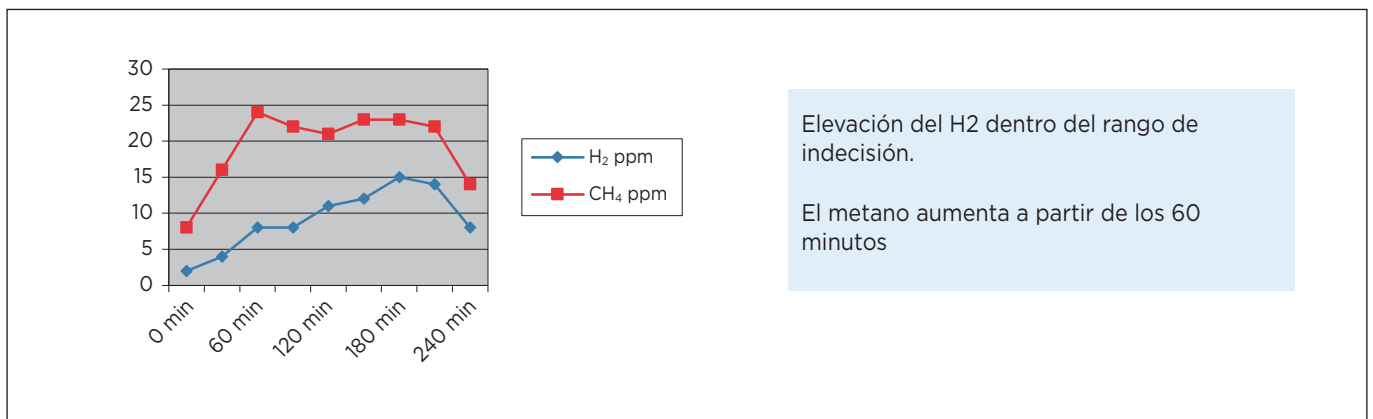 30
25
20
15
10
5
0
0 min
60 min
120 min
180 min
240 min
H₂ ppm
CH₄ ppm
Elevación del H2 dentro del rango de
indecisión.
El metano aumenta a partir de los 60
minutos